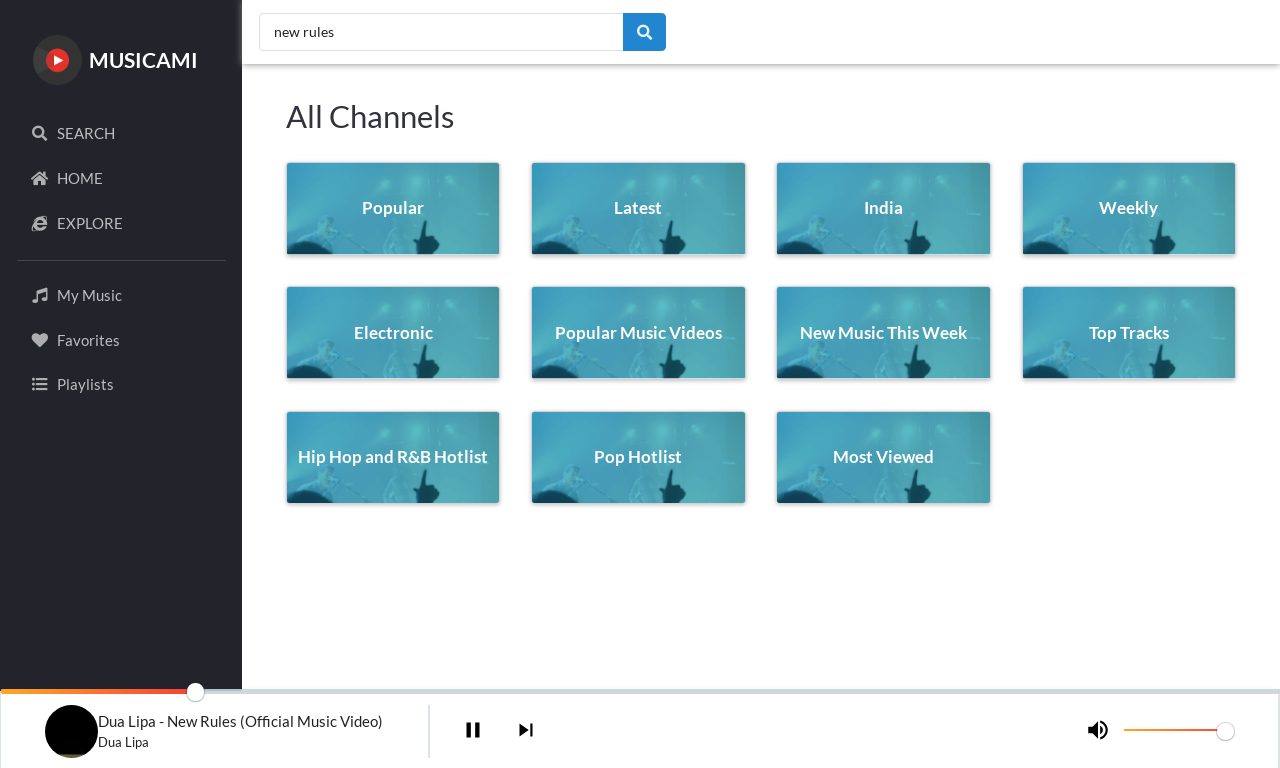 new rules
MUSICAMI
SEARCH
HOME
EXPLORE
My Music
Favorites
Playlists
All Channels
Popular
Latest
India
Weekly
Electronic
Popular Music Videos
New Music This Week
Top Tracks
Hip Hop and R&B Hotlist
Pop Hotlist
Most Viewed
Dua Lipa - New Rules (Official Music Video)
Dua Lipa